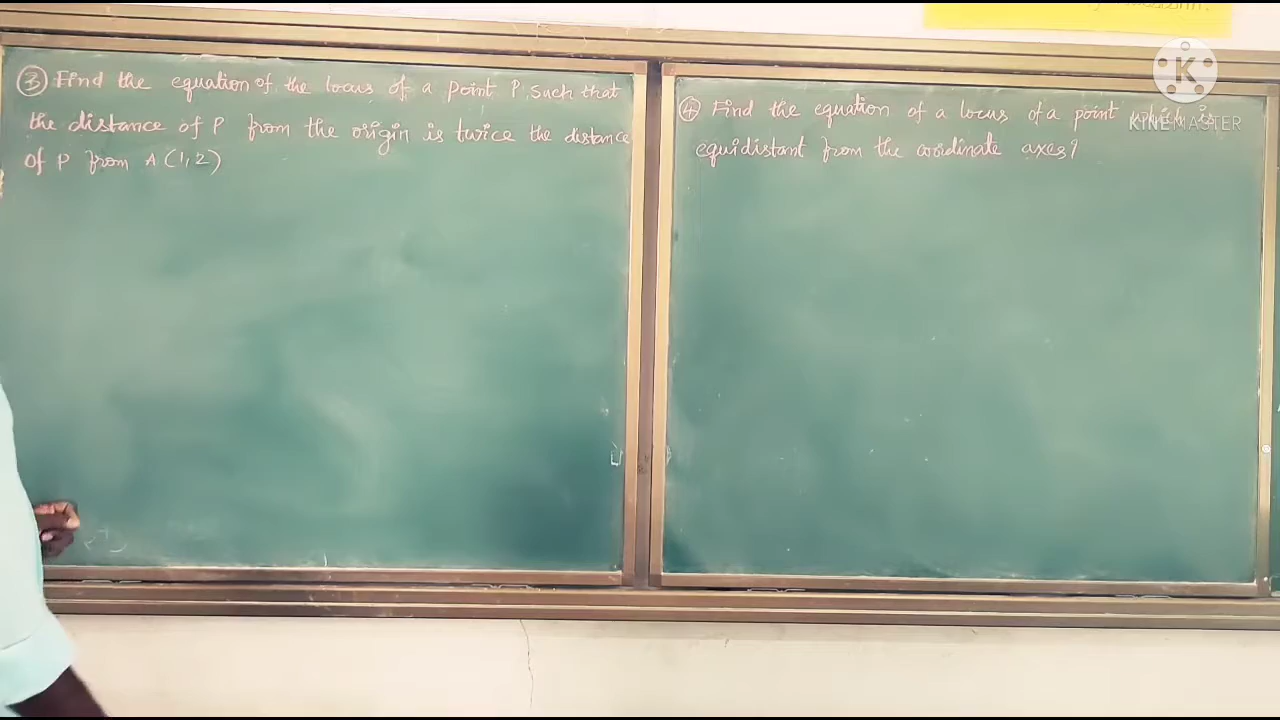 ③ Find the equation of the locus of a point P, such that
the distance of P from the origin is twice the distance
of P from A (1, 2)
④ Find the equation of a locus of a point which is
equidistant from the coordinate axes?
K
KINEMASTER